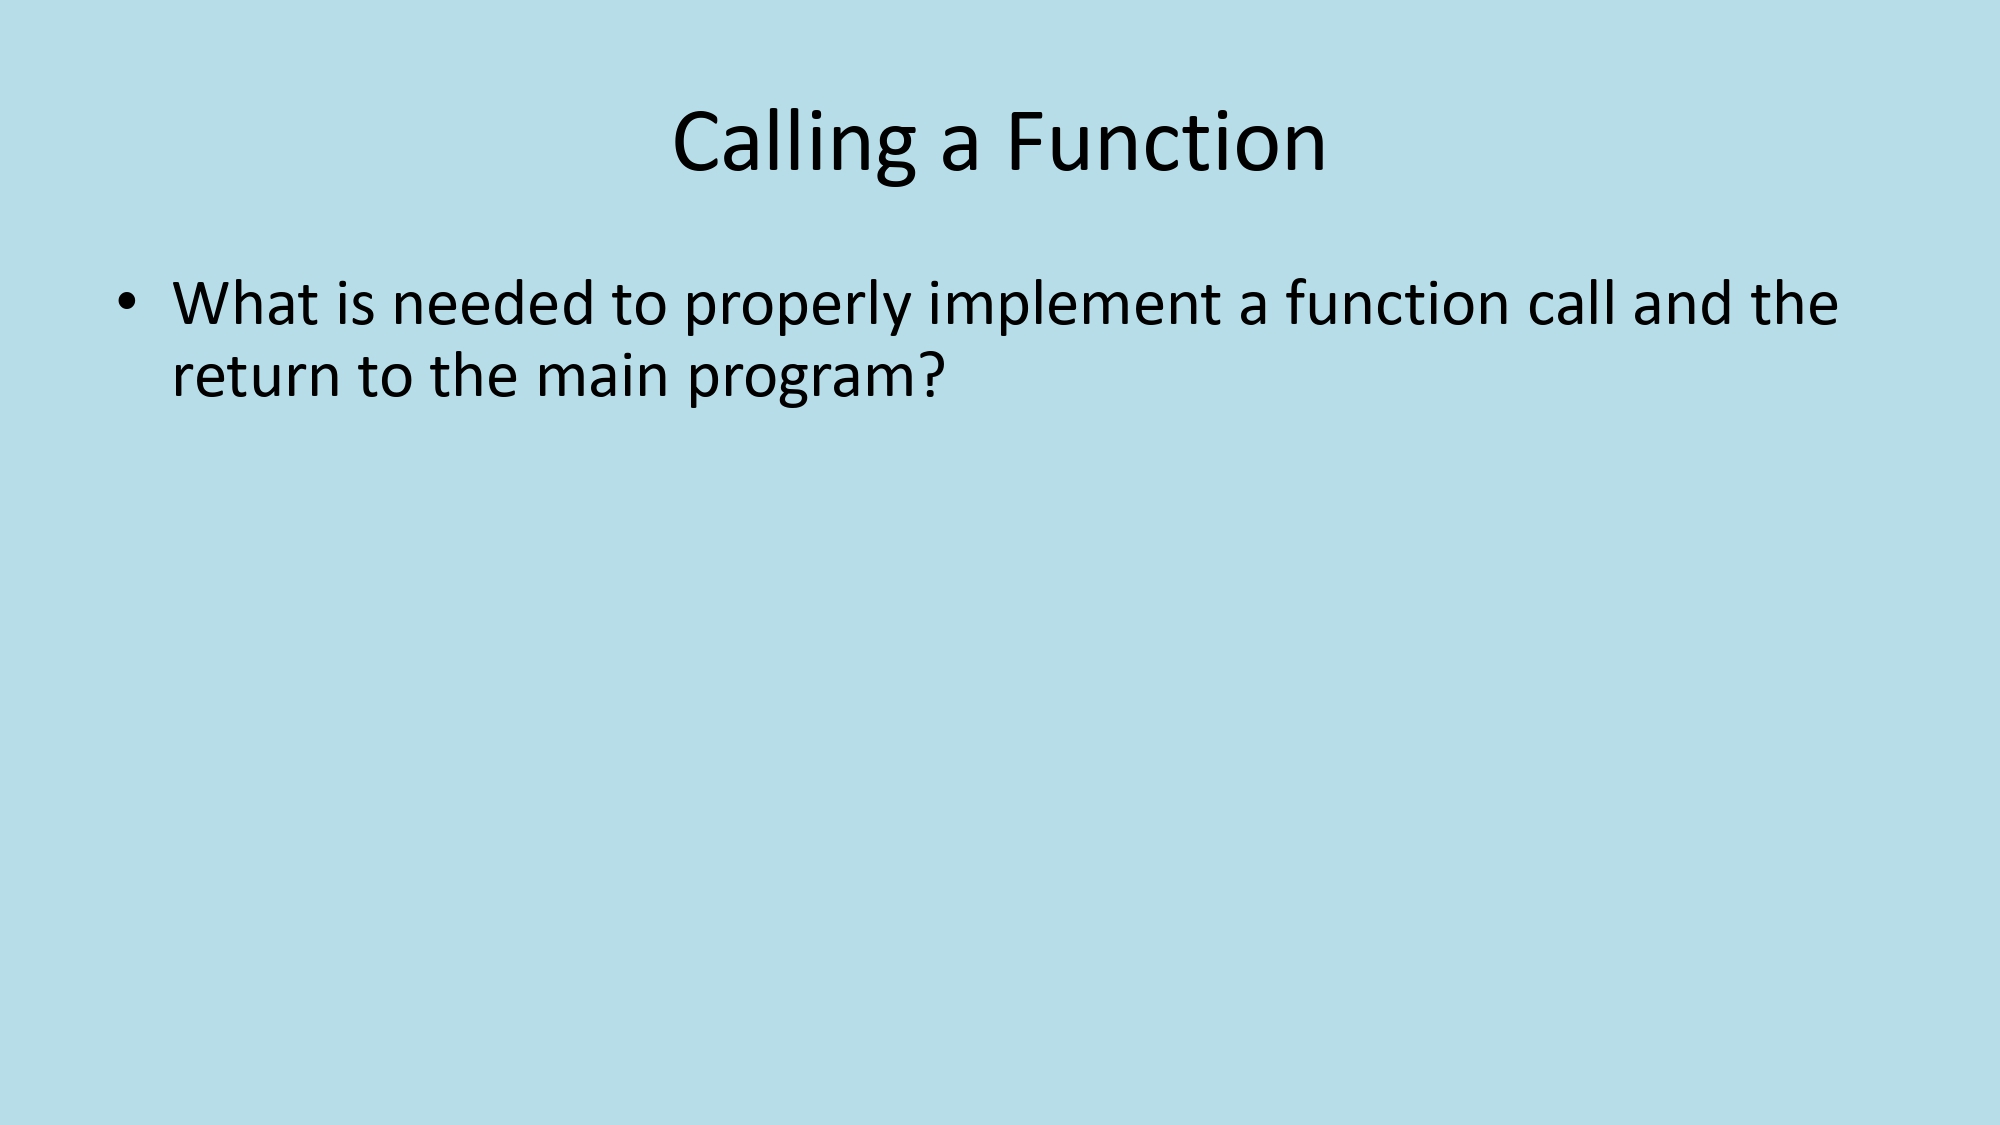 Calling a Function
• What is needed to properly implement a function call and the
return to the main program?